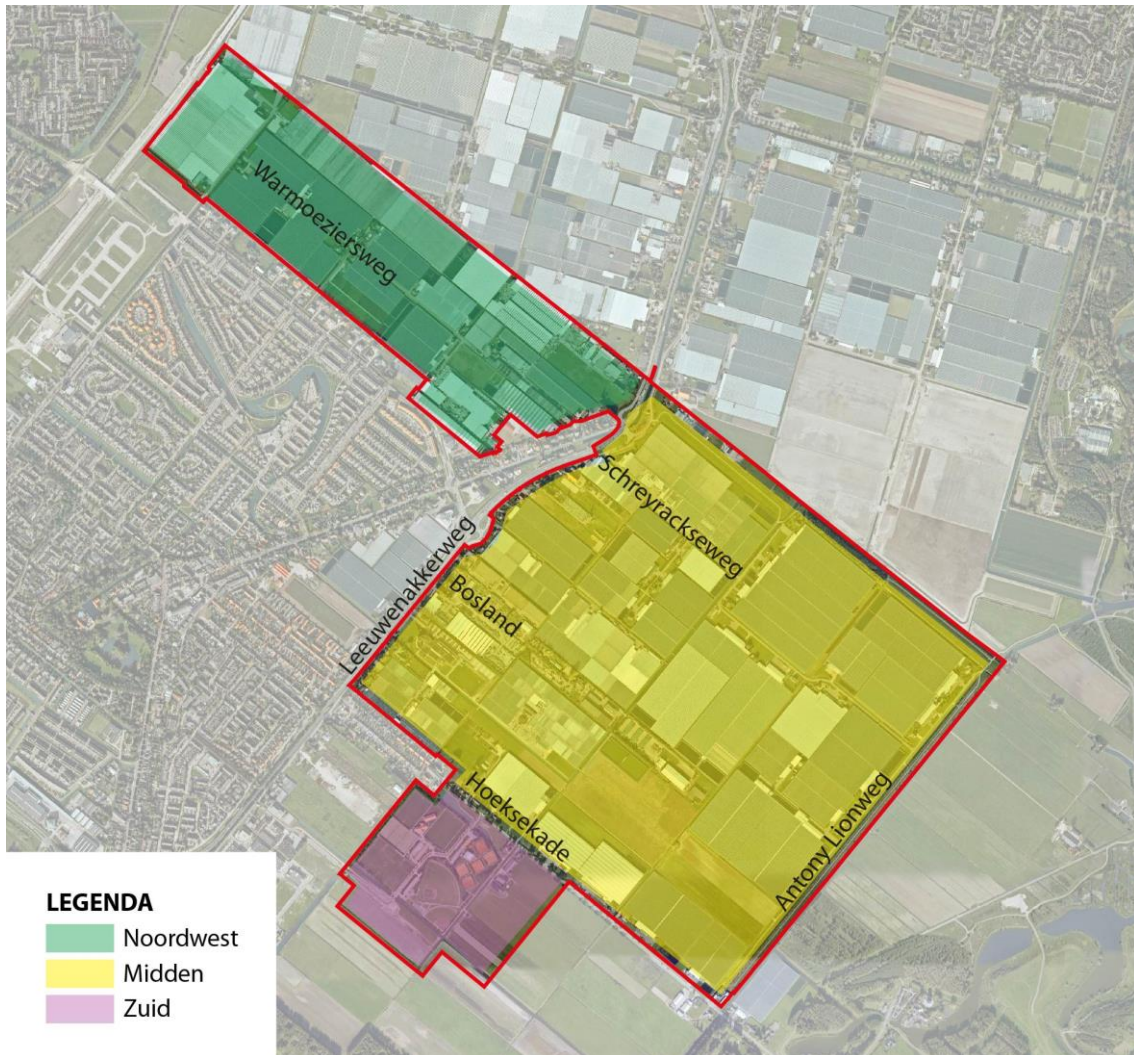 Warmoeziersweg
Schreyrackseweg
Leeuwenakkerweg
Bosland
Hoeksekade
Antony Lionweg
LEGENDA
Noordwest
Midden
Zuid